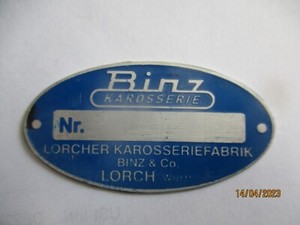 Binz
KAROSSERIE
Nr.
LORCHER KAROSSERIEFABRIK
BINZ & Co.
LORCH
14/04/2023